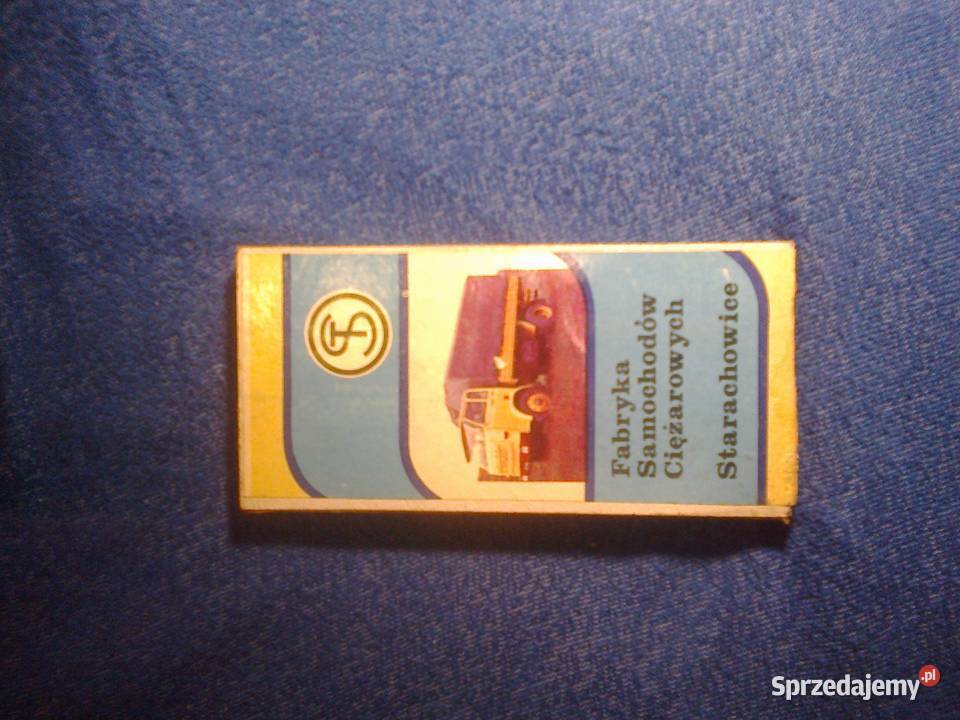 Fabryka
Samochodów
Ciężarowych
Starachowice
Sprzedajemy.pl